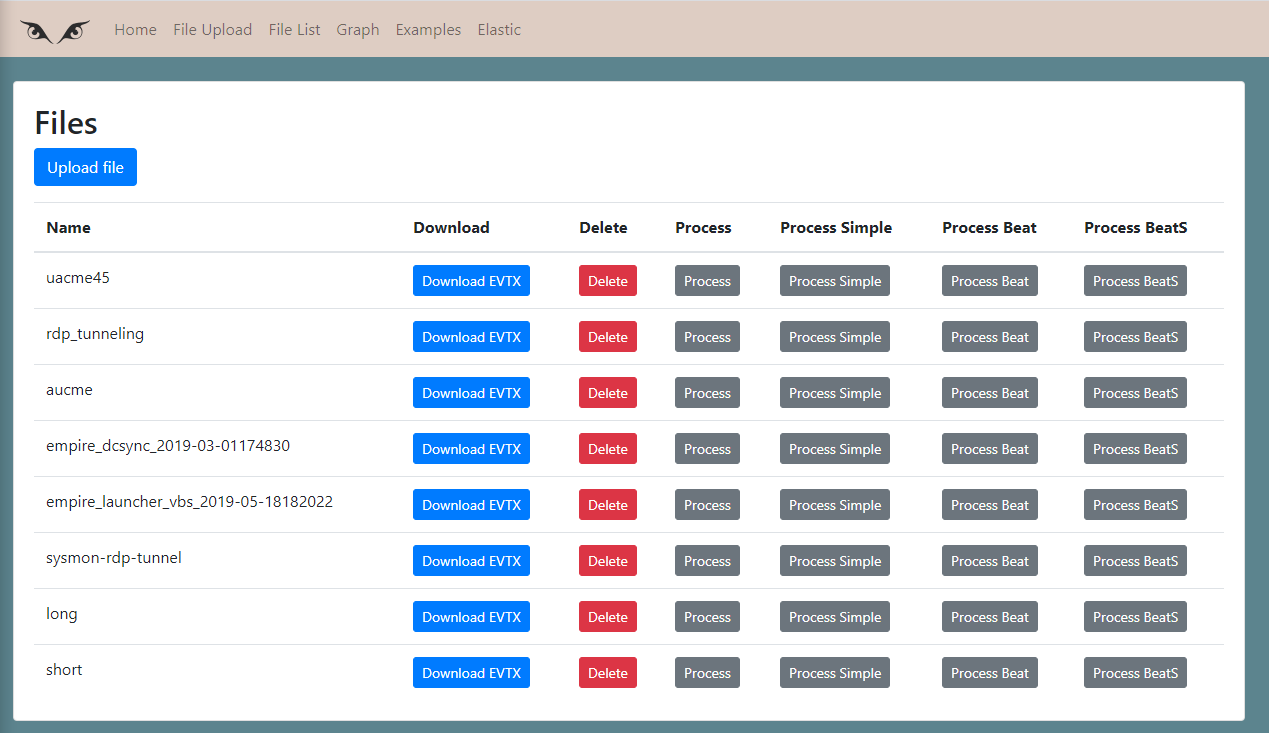 Home File Upload File List Graph Examples Elastic
Files
Upload file
Name Download Delete Process Process Simple Process Beat Process BeatS
uacme45 Download EVTX Delete Process Process Simple Process Beat Process BeatS
rdp_tunneling Download EVTX Delete Process Process Simple Process Beat Process BeatS
aucme Download EVTX Delete Process Process Simple Process Beat Process BeatS
empire_dcsync_2019-03-01174830 Download EVTX Delete Process Process Simple Process Beat Process BeatS
empire_launcher_vbs_2019-05-18182022 Download EVTX Delete Process Process Simple Process Beat Process BeatS
sysmon-rdp-tunnel Download EVTX Delete Process Process Simple Process Beat Process BeatS
long Download EVTX Delete Process Process Simple Process Beat Process BeatS
short Download EVTX Delete Process Process Simple Process Beat Process BeatS